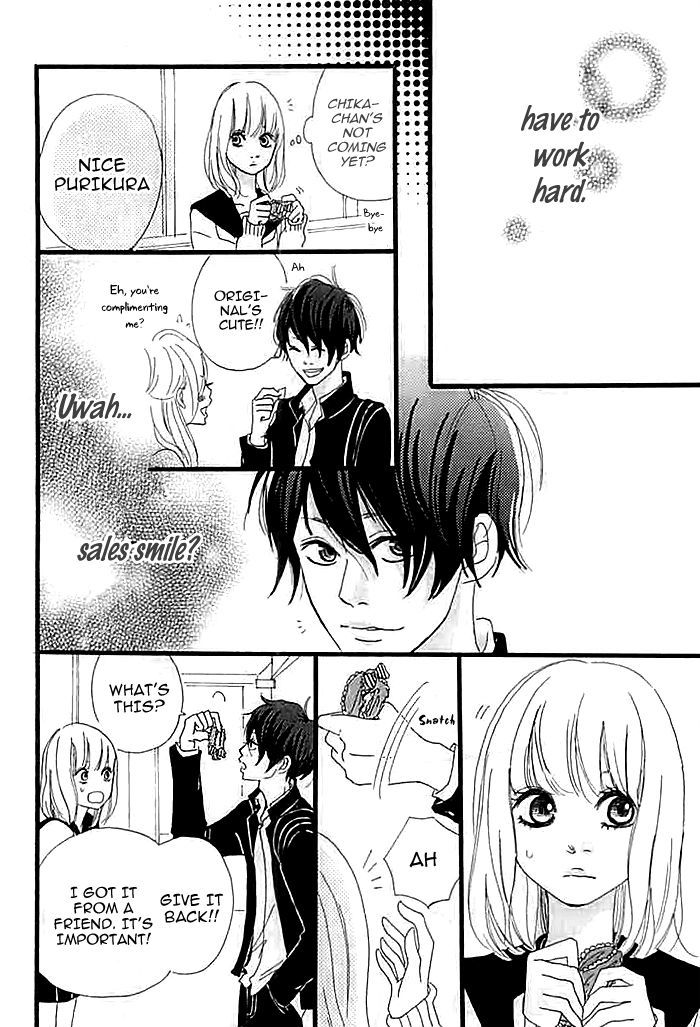 have to
work
hard.
CHIKA-
CHAN'S
NOT
COMING
YET?
Bye-
bye
NICE
PURIKURA
Ah
ORIGI-
NAL'S
CUTE!!
Eh, you're
complimenting
me?
Uwah...
sales smile?
Snatch
AH
WHAT'S
THIS?
GIVE IT
BACK!!
I GOT IT
FROM A
FRIEND. IT'S
IMPORTANT!